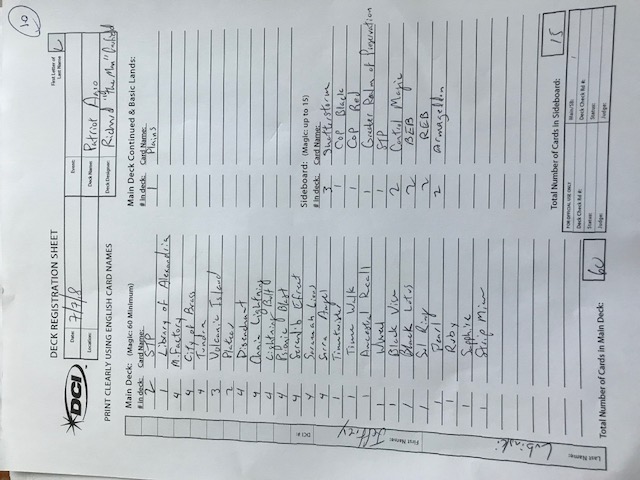 10
DECK REGISTRATION SHEET
First Letter of
Last Name
L
DCI
Date: 7/7/18
Event:
Location:
Deck Name: Patriot Agro
Deck Designer: Richard "The Man" Garfield
PRINT CLEARLY USING ENGLISH CARD NAMES
Main Deck: (Magic: 60 Minimum)
# in deck: Card Name:
2 STP
1 Library of Alexandria
4 M. Factory
4 City of Brass
4 Tundra
3 Volcanic Island
2 Plateau
4 Disenchant
4 Chain Lightning
4 Lightning Bolt
4 Psionic Blast
4 Serendib Efreet
4 Savannah Lions
4 Serra Angel
1 Timetwister
1 Time Walk
1 Ancestral Recall
1
1 Black Vise
1 Black Lotus
1 Sol Ring
1 Pearl
1 Ruby
1 Sapphire
1 Strip Mine
Total Number of Cards in Main Deck: 60
Main Deck Continued & Basic Lands:
# in deck: Card Name:
1 Plains
Sideboard: (Magic: up to 15)
# in deck: Card Name:
3 Shatterstorm
1 CoP Black
1 CoP Red
1 Greater Realm of Preservation
1 STP
2 Control Magic
2 BEB
2 REB
2 Armageddon
Total Number of Cards in Sideboard: 15
FOR OFFICIAL USE ONLY
Main/SB:
Deck Check Rd #:
Deck Check Rd #:
Status:
Status:
Judge:
Judge:
DCI #:
First Name: Jeffrey
Last Name: Lubinski